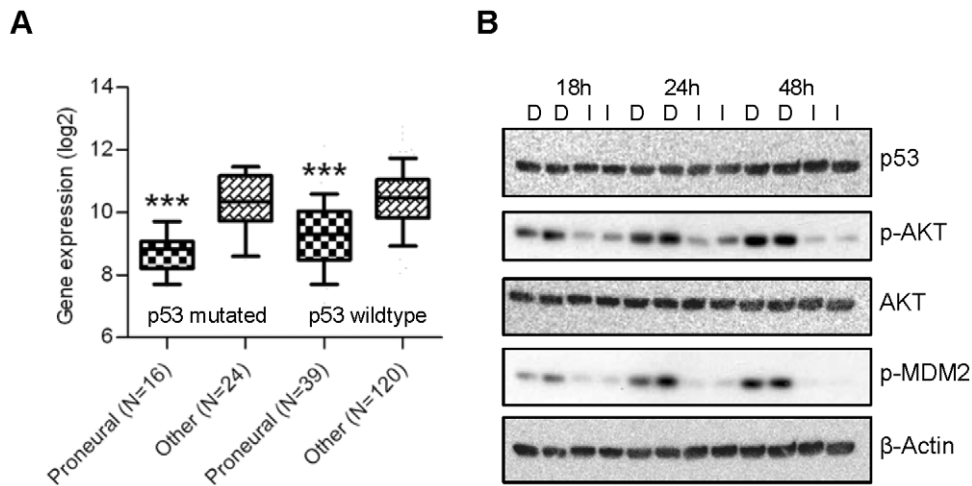 A
Gene expression (log2)
14
12
10
8
6
***
***
p53 mutated
p53 wildtype
Proneural (N=16)
Other (N=24)
Proneural (N=39)
Other (N=120)
B
18h 24h 48h
D D I I D D I I D D I I
p53
p-AKT
AKT
p-MDM2
β-Actin